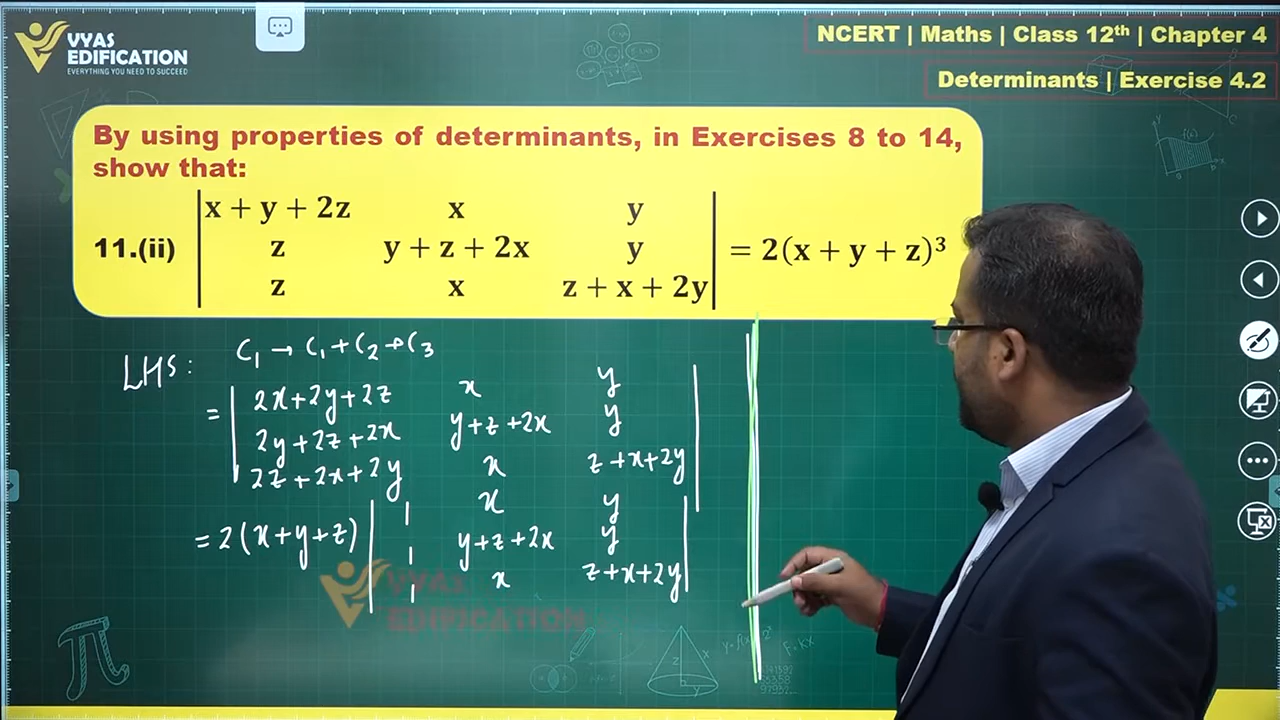 VYAS
EDIFICATION
EVERYTHING YOU NEED TO SUCCEED
NCERT | Maths | Class 12ᵗʰ | Chapter 4
Determinants | Exercise 4.2
By using properties of determinants, in Exercises 8 to 14,
show that:
x + y + 2z x y
11.(ii) z y + z + 2x y = 2(x + y + z)³
z x z + x + 2y
LHS: C₁ → C₁ + C₂ + C₃
2x+2y+2z x y
= 2y+2z+2x y+z+2x y
2z+2x+2y x z+x+2y
1 x y
= 2(x+y+z) 1 y+z+2x y
1 x z+x+2y
VYAS
EDIFICATION